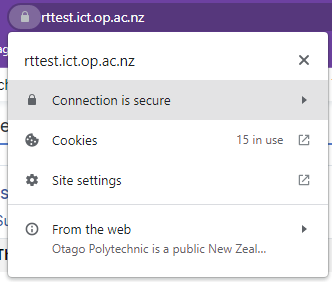 rttest.ict.op.ac.nz
rttest.ict.op.ac.nz
Connection is secure
Cookies
15 in use
Site settings
From the web
Otago Polytechnic is a public New Zeal...